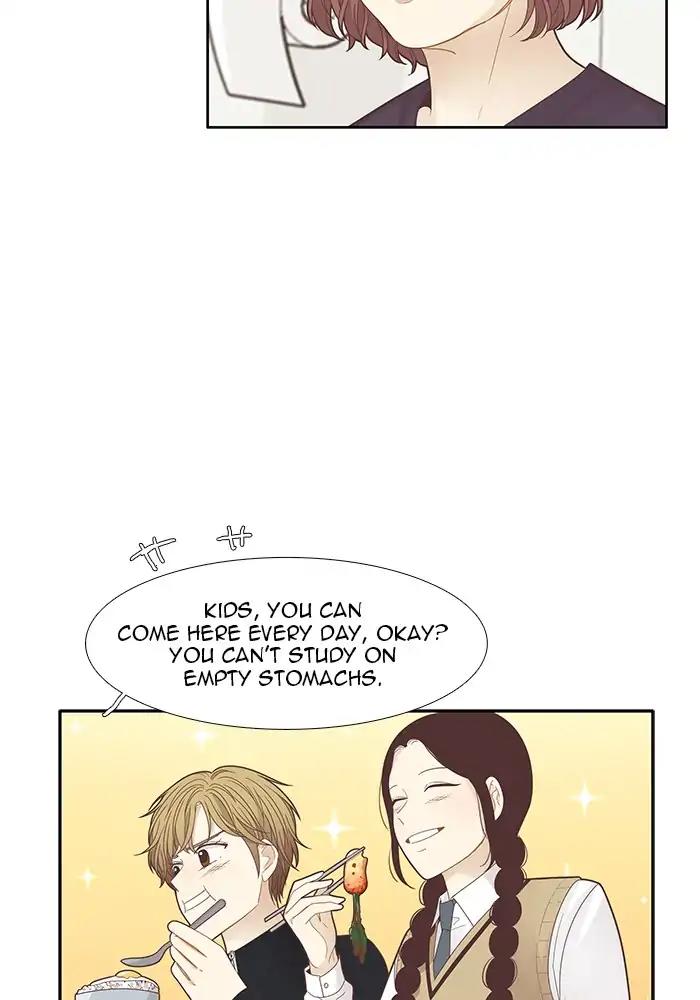 KIDS, YOU CAN
COME HERE EVERY DAY, OKAY?
YOU CAN'T STUDY ON
EMPTY STOMACHS.